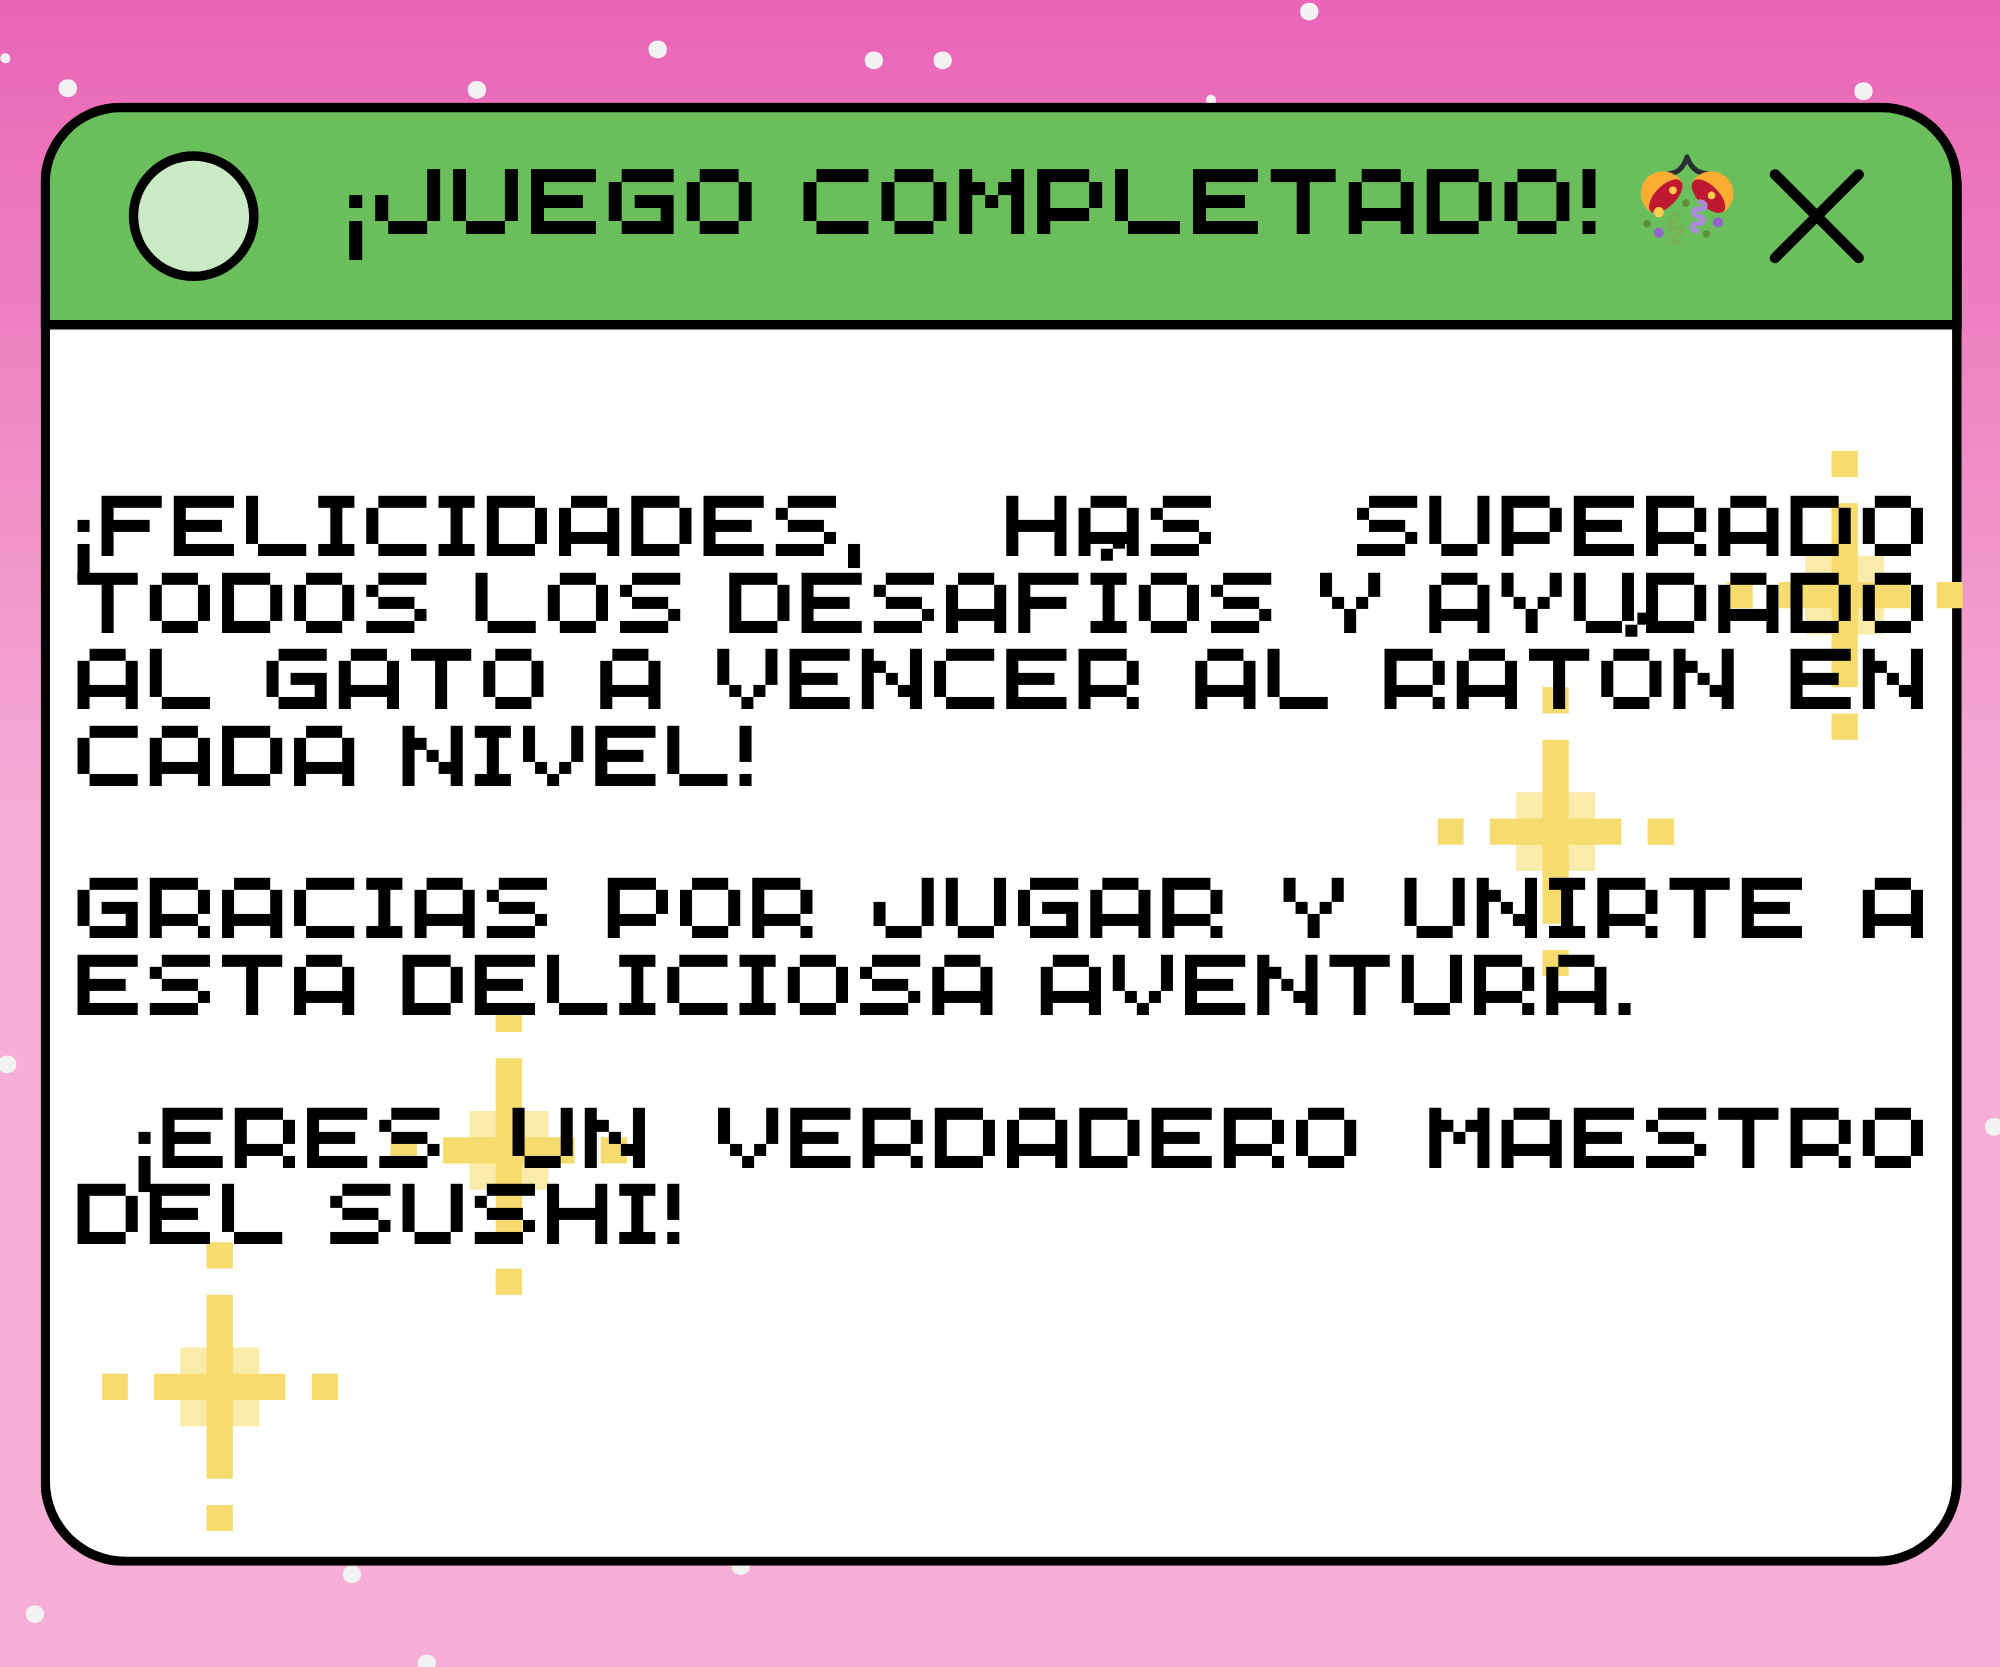 ¡JUEGO COMPLETADO! 🎊
¡FELICIDADES, HAS SUPERADO
TODOS LOS DESAFÍOS Y AYUDADO
AL GATO A VENCER AL RATÓN EN
CADA NIVEL!
GRACIAS POR JUGAR Y UNIRTE A
ESTA DELICIOSA AVENTURA.
¡ERES UN VERDADERO MAESTRO
DEL SUSHI!